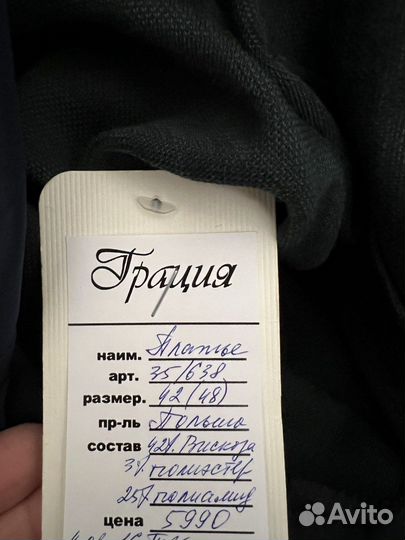 Грация
наим. Платье
арт. 35/638
размер. 42 (48)
пр-ль Польша
состав 42% Вискоза
3% полиэстер
25% полиамид
цена 5990
Avito